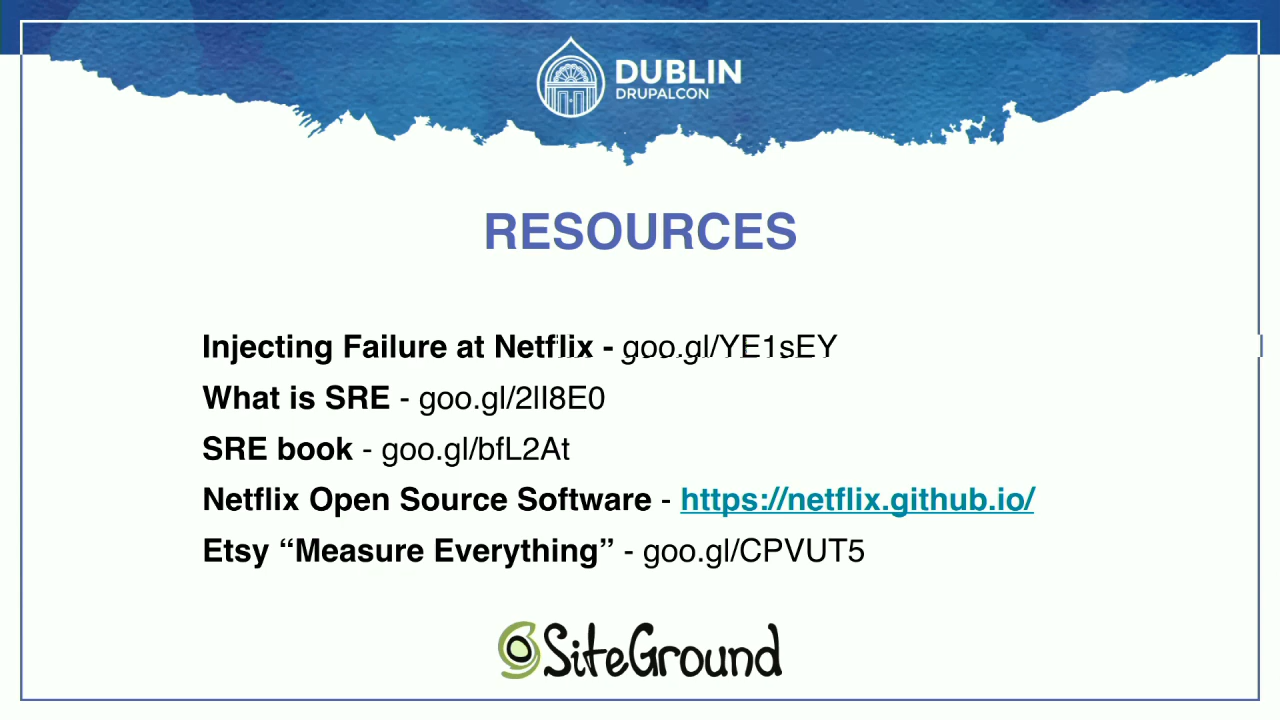 DUBLIN
DRUPALCON
RESOURCES
Injecting Failure at Netflix - goo.gl/YE1sEY
What is SRE - goo.gl/2lI8E0
SRE book - goo.gl/bfL2At
Netflix Open Source Software - https://netflix.github.io/
Etsy “Measure Everything” - goo.gl/CPVUT5
SiteGround